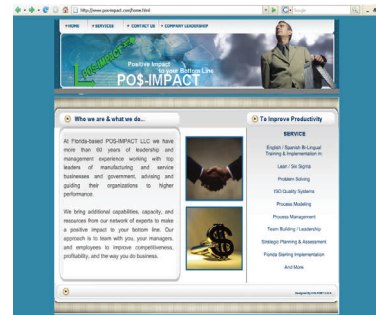 http://www.pos-impact.com/home.html
HOME
SERVICES
CONTACT US
COMPANY LEADERSHIP
POS-IMPACT
Positive Impact
to your Bottom Line
PO$-IMPACT
Who we are & what we do...
At Florida-based POS-IMPACT LLC we have
more than 60 years of leadership and
management experience working with top
leaders of manufacturing and service
businesses and government, advising and
guiding their organizations to higher
performance.
We bring additional capabilities, capacity, and
resources from our network of experts to make
a positive impact to your bottom line. Our
approach is to team with you, your managers,
and employees to improve competitiveness,
profitability, and the way you do business.
To Improve Productivity
SERVICE
English / Spanish Bi-Lingual
Training & Implementation in:
Lean / Six Sigma
Problem Solving
ISO Quality Systems
Process Modeling
Process Management
Team Building / Leadership
Strategic Planning & Assessment
Florida Sterling Implementation
And More